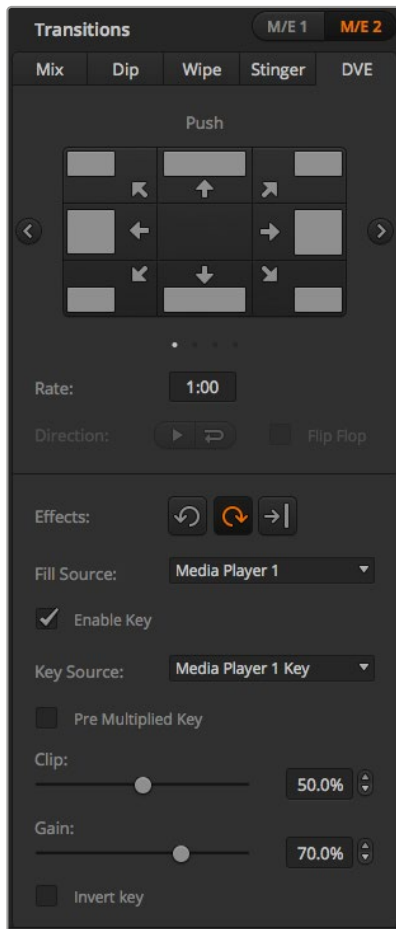 Transitions M/E 1 M/E 2
Mix Dip Wipe Stinger DVE
Push
Rate: 1:00
Direction: Flip Flop
Effects:
Fill Source: Media Player 1
Enable Key
Key Source: Media Player 1 Key
Pre Multiplied Key
Clip:
50.0%
Gain:
70.0%
Invert key